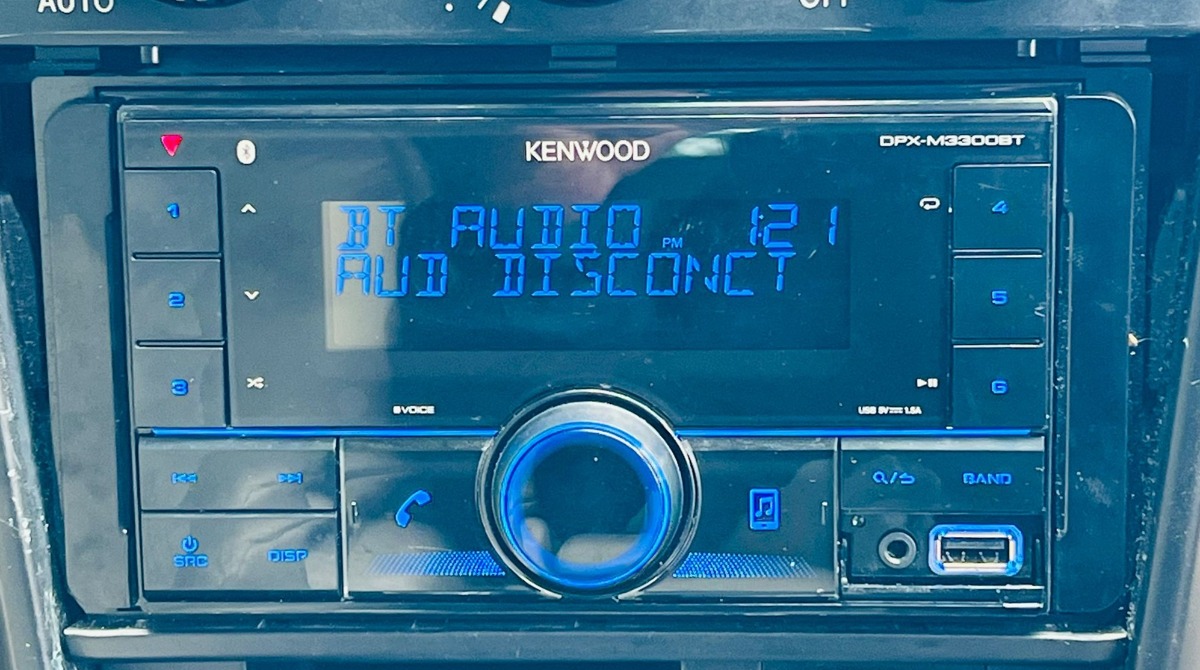 AUTO
OFF
KENWOOD
DPX-M3300BT
1
4
BT AUDIO PM 1:21
AUD DISCONCT
2
5
3
6
VOICE
USB 5V 1.5A
BAND
SRC
DISP